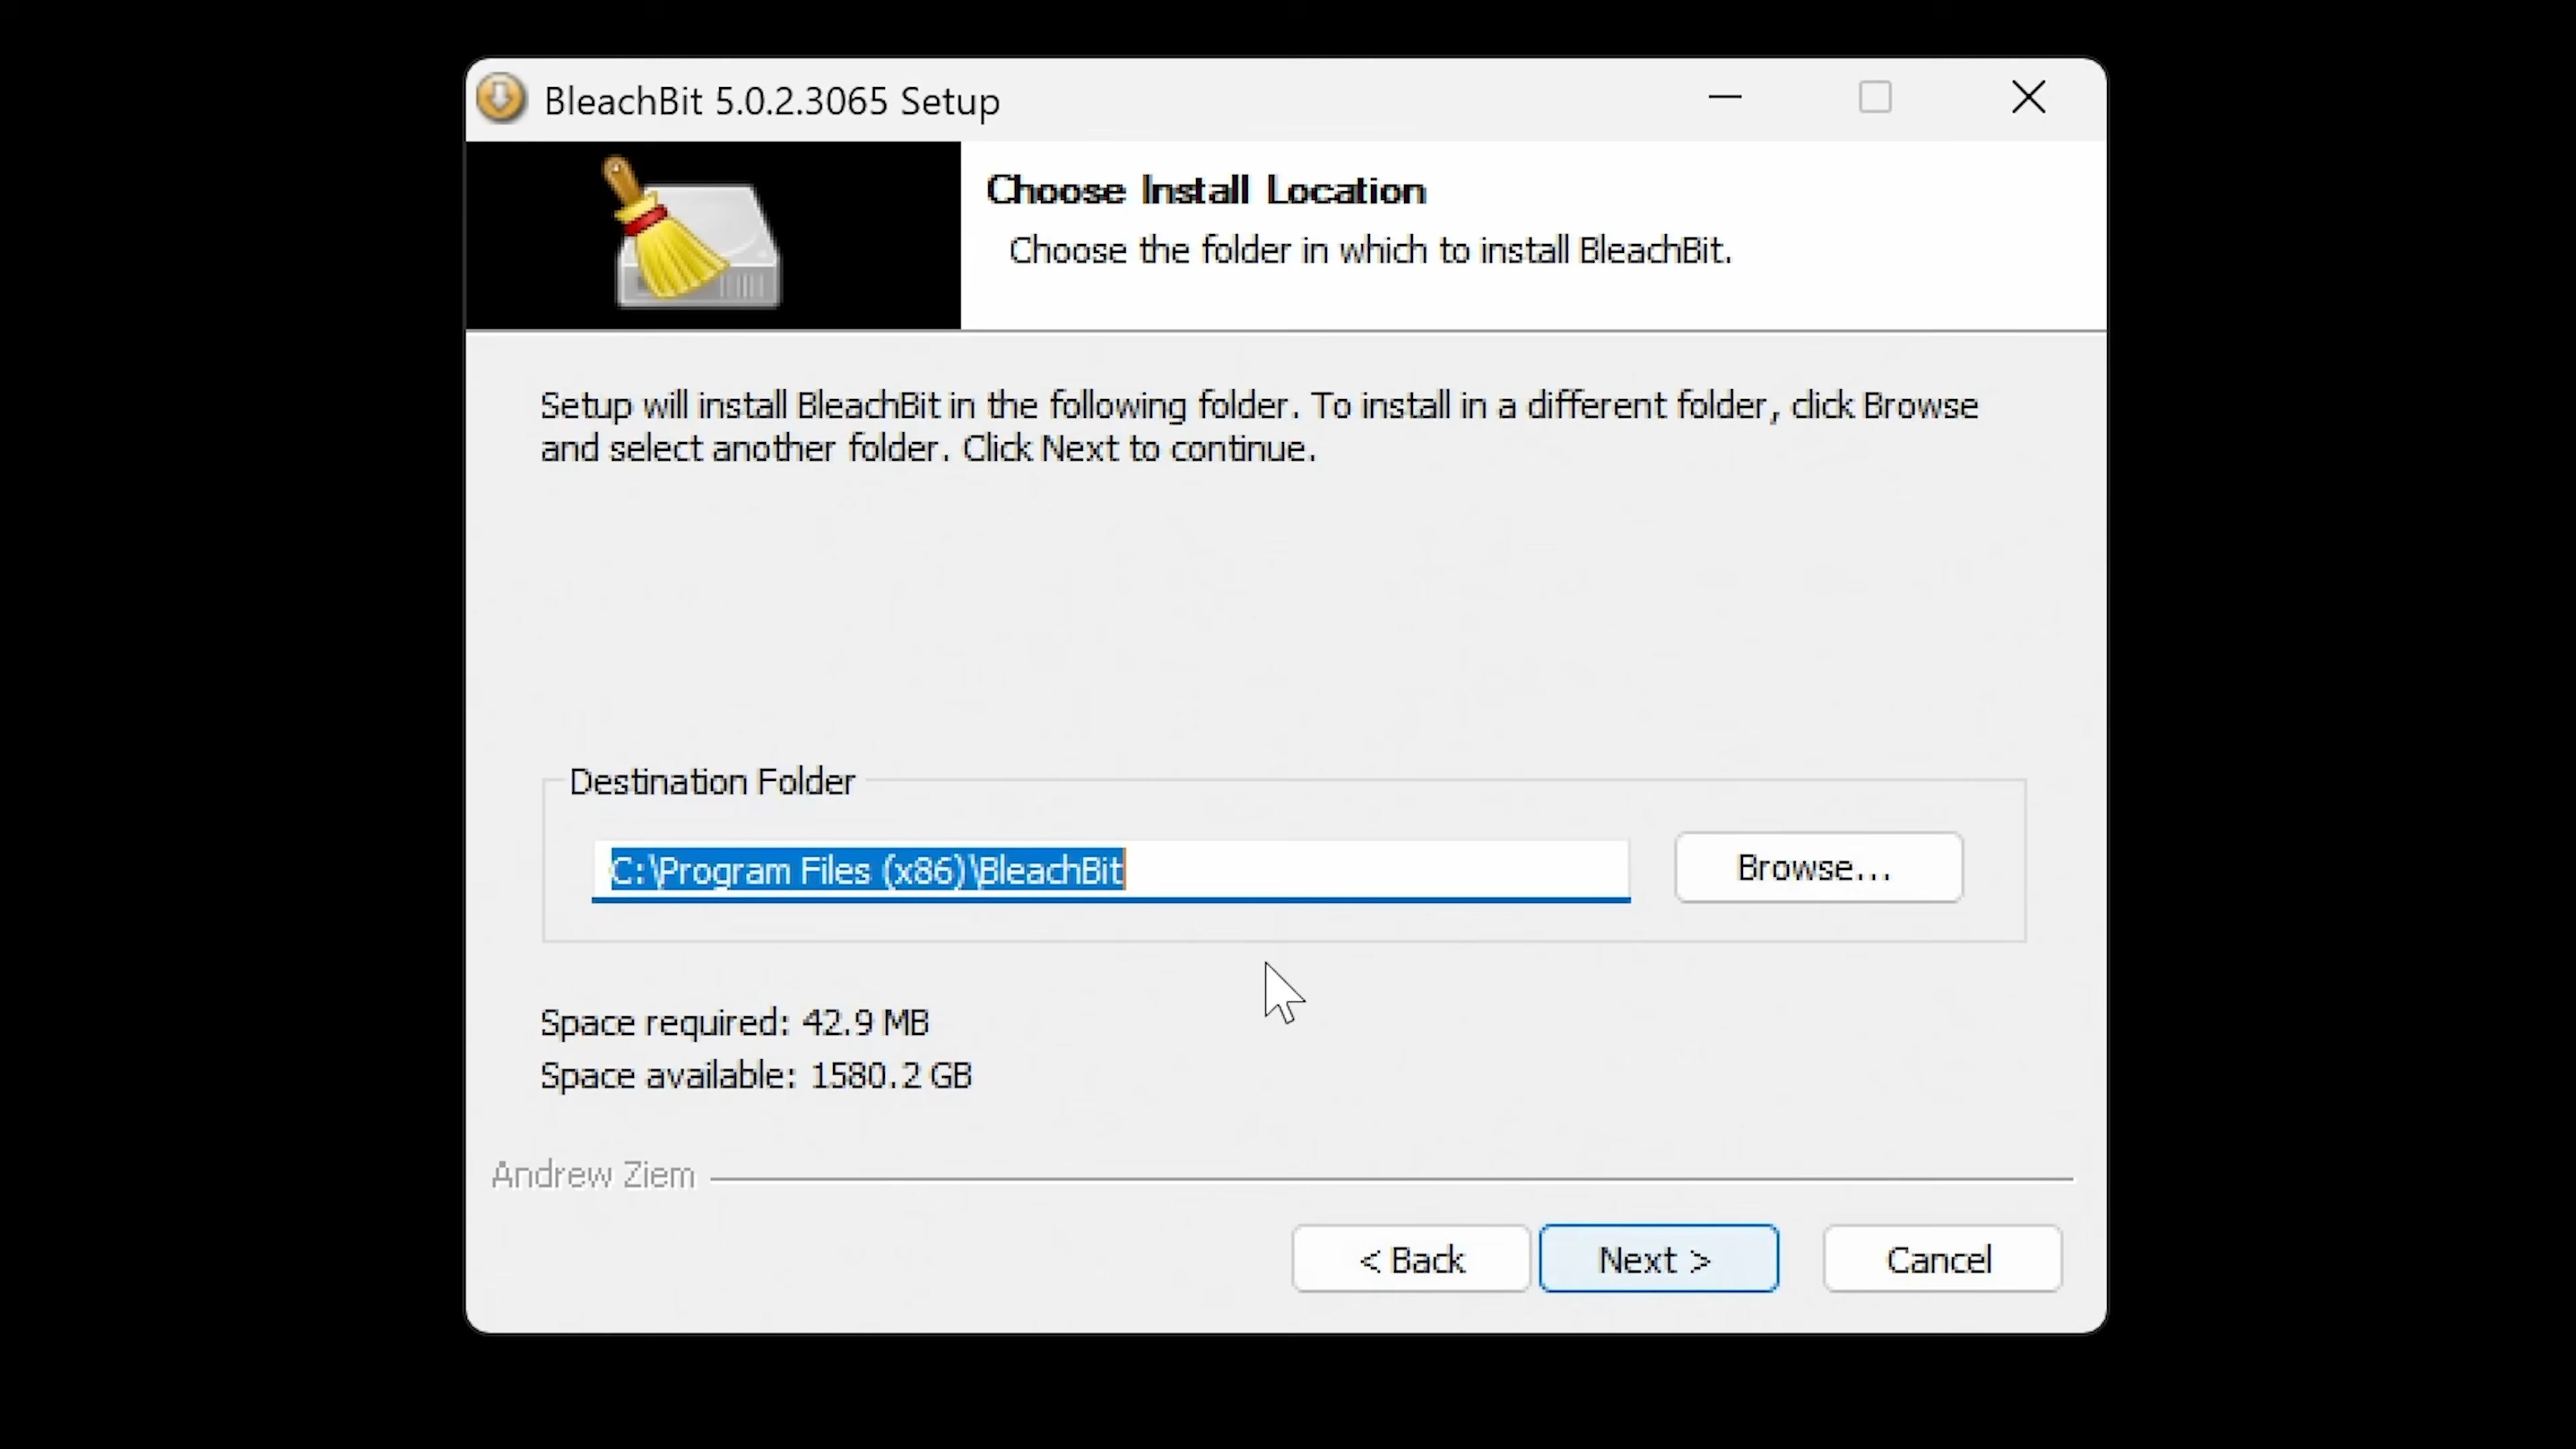 BleachBit 5.0.2.3065 Setup
Choose Install Location
Choose the folder in which to install BleachBit.
Setup will install BleachBit in the following folder. To install in a different folder, click Browse
and select another folder. Click Next to continue.
Destination Folder
C:\Program Files (x86)\BleachBit
Browse...
Space required: 42.9 MB
Space available: 1580.2 GB
Andrew Ziem
< Back
Next >
Cancel